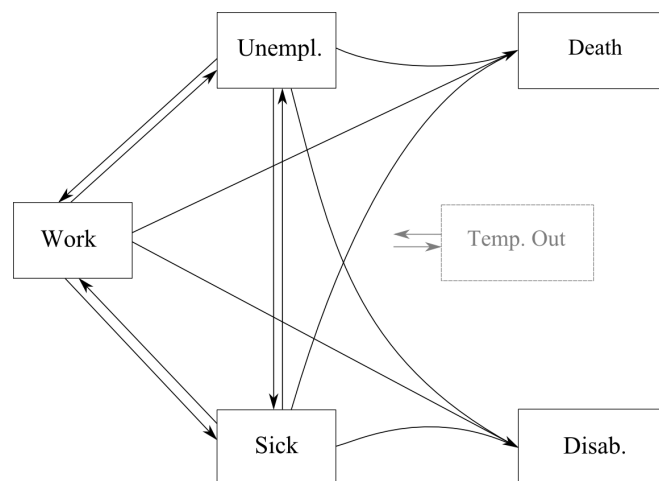 Unempl.
Death
Work
Temp. Out
Sick
Disab.